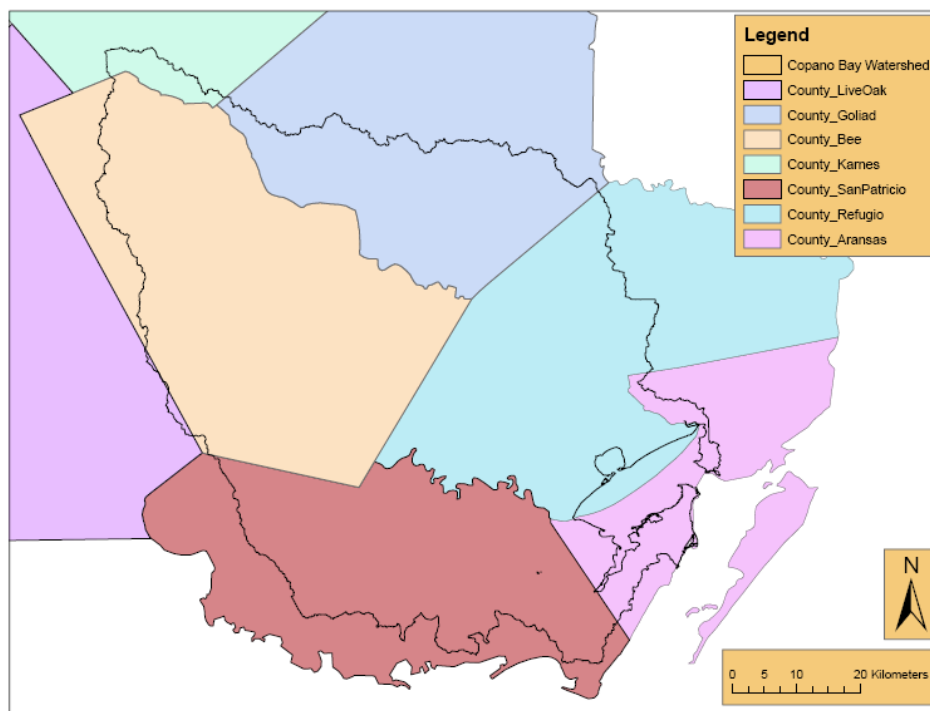 Legend
Copano Bay Watershed
County_LiveOak
County_Goliad
County_Bee
County_Karnes
County_SanPatricio
County_Refugio
County_Aransas
N
0 5 10 20 Kilometers